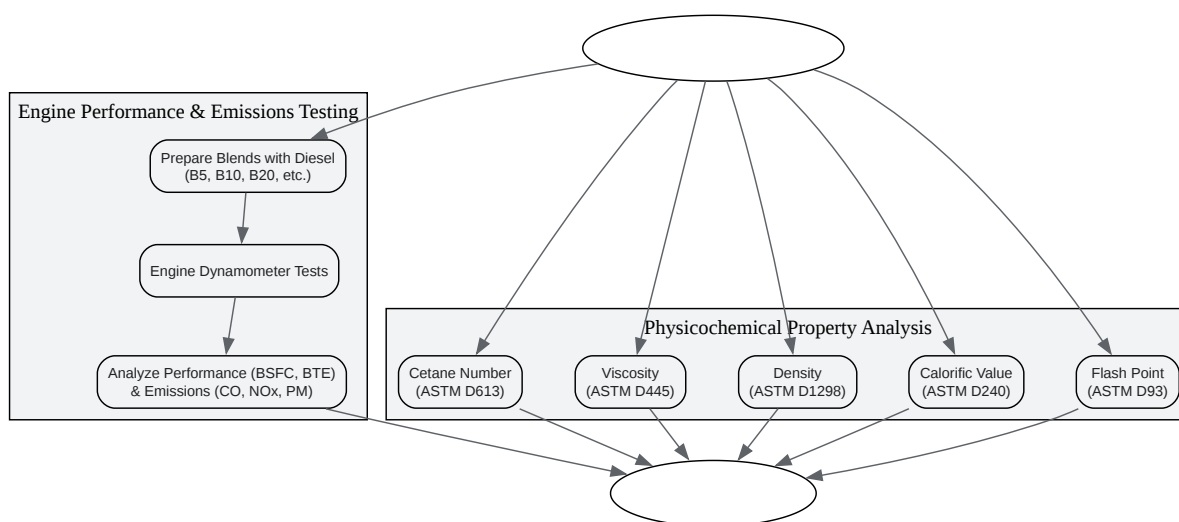 Engine Performance & Emissions Testing
Prepare Blends with Diesel
(B5, B10, B20, etc.)
Engine Dynamometer Tests
Analyze Performance (BSFC, BTE)
& Emissions (CO, NOx, PM)
Physicochemical Property Analysis
Cetane Number
(ASTM D613)
Viscosity
(ASTM D445)
Density
(ASTM D1298)
Calorific Value
(ASTM D240)
Flash Point
(ASTM D93)